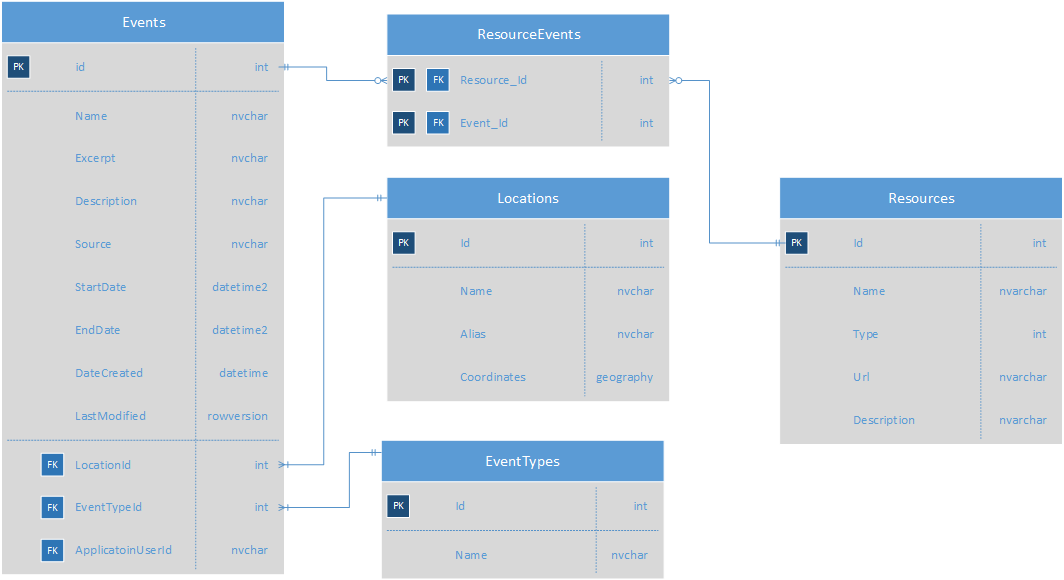 Events
PK id int
Name nvchar
Excerpt nvchar
Description nvchar
Source nvchar
StartDate datetime2
EndDate datetime2
DateCreated datetime
LastModified rowversion
FK LocationId int
FK EventTypeId int
FK ApplicatoinUserId nvchar
ResourceEvents
PK FK Resource_Id int
PK FK Event_Id int
Locations
PK Id int
Name nvchar
Alias nvchar
Coordinates geography
EventTypes
PK Id int
Name nvchar
Resources
PK Id int
Name nvarchar
Type int
Url nvarchar
Description nvarchar